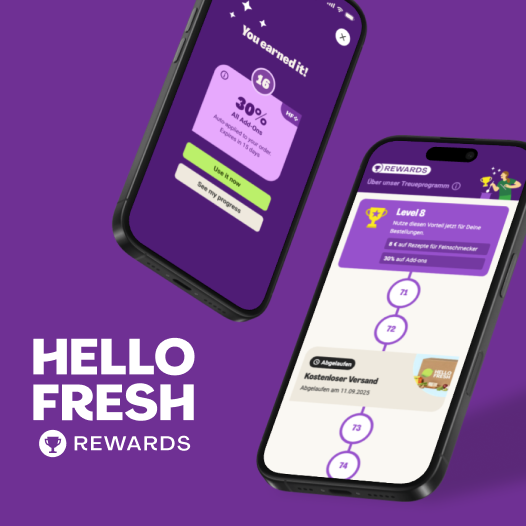 You earned it!
16
HF+
30%
All Add-Ons
Auto-applied to your order.
Expires in 15 days
Use it now
See my progress
REWARDS
Über unser Treueprogramm
Level 8
Nutze diesen Vorteil jetzt für Deine
Bestellungen.
5 € auf Rezepte für Feinschmecker
30% auf Add-ons
71
72
Abgelaufen
Kostenloser Versand
Abgelaufen am 11.09.2025
HELLO
FRESH
73
74
HELLO
FRESH
REWARDS